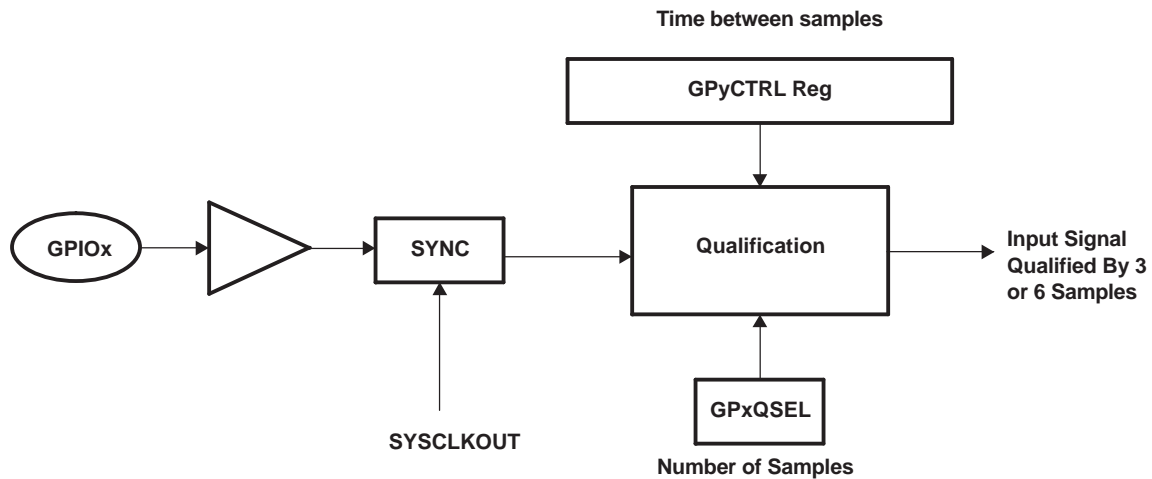 Time between samples
GPyCTRL Reg
GPIOx
SYNC
Qualification
Input Signal
Qualified By 3
or 6 Samples
GPxQSEL
SYSCLKOUT
Number of Samples